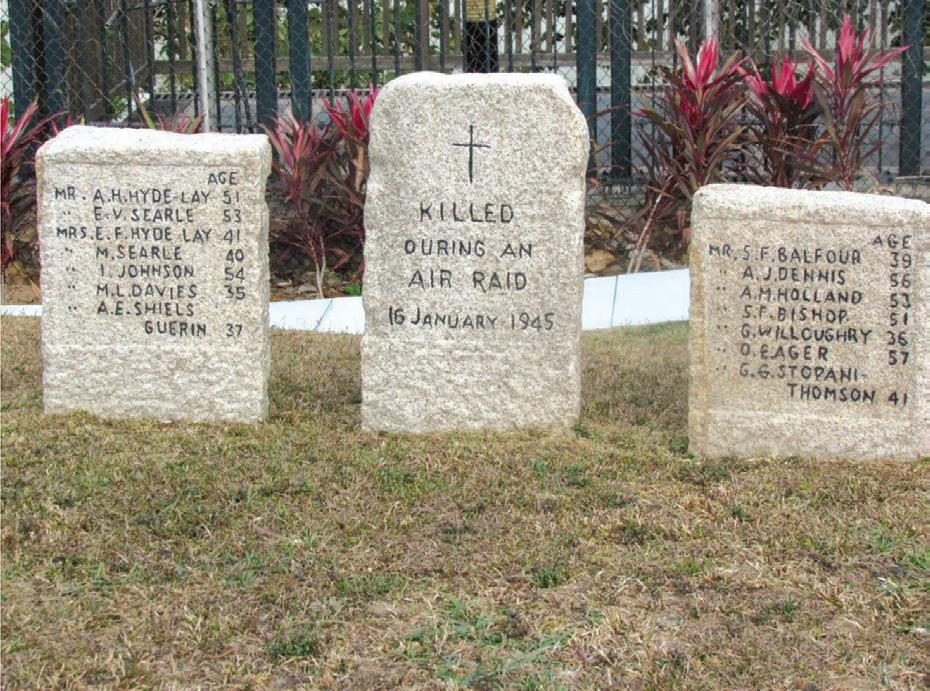 AGE
MR. A.H.HYDE-LAY 51
" E.V. SEARLE 53
MRS. E.F. HYDE LAY 41
" M. SEARLE 40
" I. JOHNSON 54
" M.L. DAVIES 35
" A.E. SHIELS
GUERIN 37
KILLED
DURING AN
AIR RAID
16 JANUARY 1945
AGE
MR. S.F. BALFOUR 39
" A.J. DENNIS 56
" A.M. HOLLAND 53
" S.F. BISHOP 51
" G. WILLOUGHRY 36
" O. EAGER 57
" G.G. STOPANI-
THOMSON 41